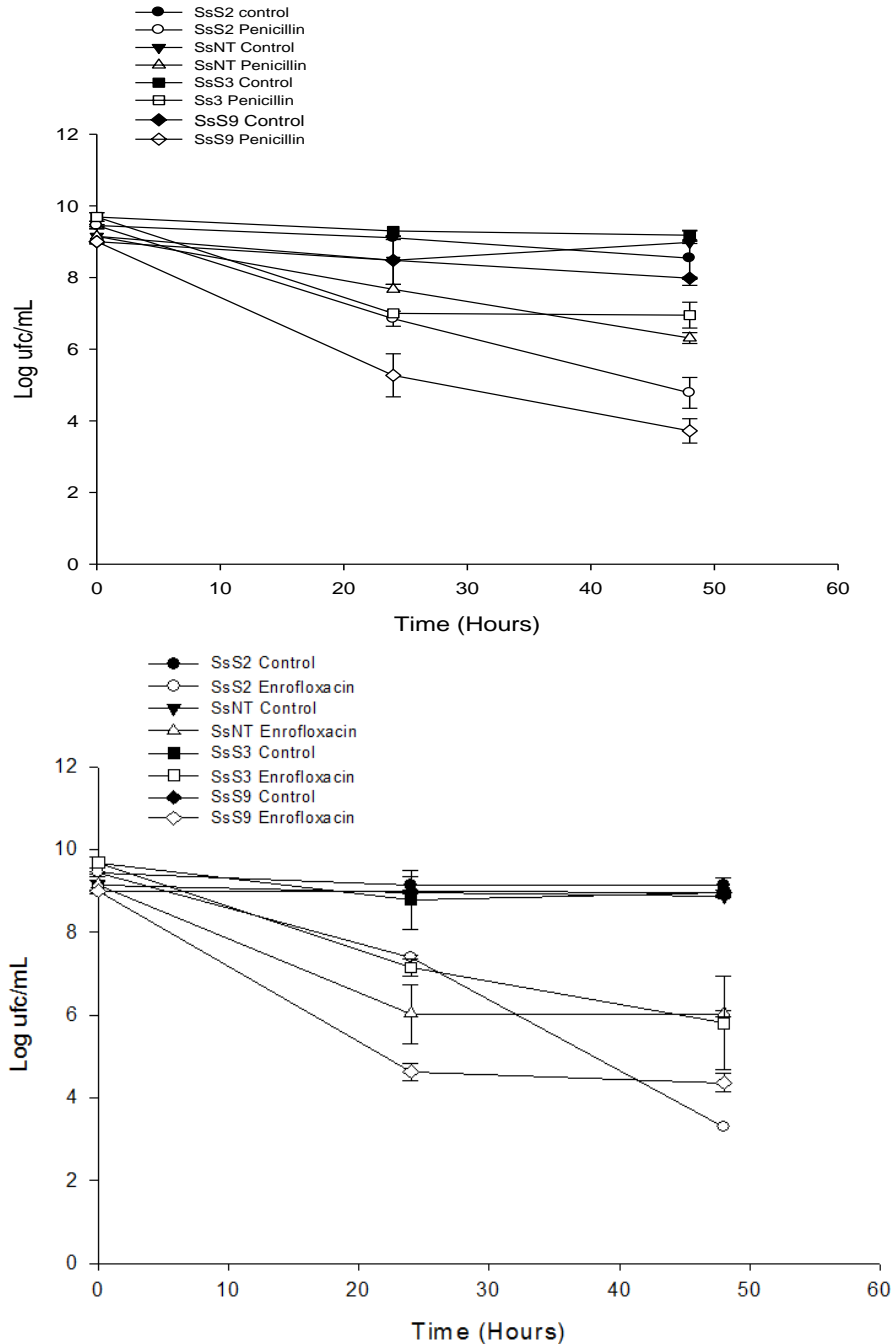 SsS2 control
SsS2 Penicillin
SsNT Control
SsNT Penicillin
SsS3 Control
Ss3 Penicillin
SsS9 Control
SsS9 Penicillin
12
10
8
6
4
2
0
Log ufc/mL
0 10 20 30 40 50 60
Time (Hours)
SsS2 Control
SsS2 Enrofloxacin
SsNT Control
SsNT Enrofloxacin
SsS3 Control
SsS3 Enrofloxacin
SsS9 Control
SsS9 Enrofloxacin
12
10
8
6
4
2
0
Log ufc/mL
0 10 20 30 40 50 60
Time (Hours)